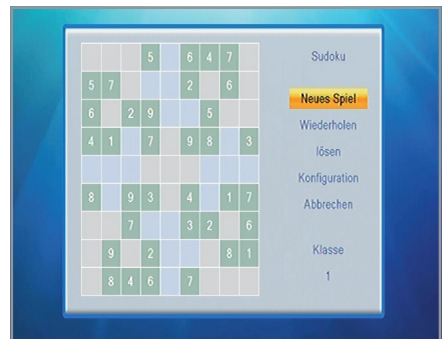 5 6 4 7
5 7 2 6
6 2 9 5
4 1 7 9 8 3
8 9 3 4 1 7
7 3 2 6
9 2 8 1
8 4 6 7
Sudoku
Neues Spiel
Wiederholen
lösen
Konfiguration
Abbrechen
Klasse
1